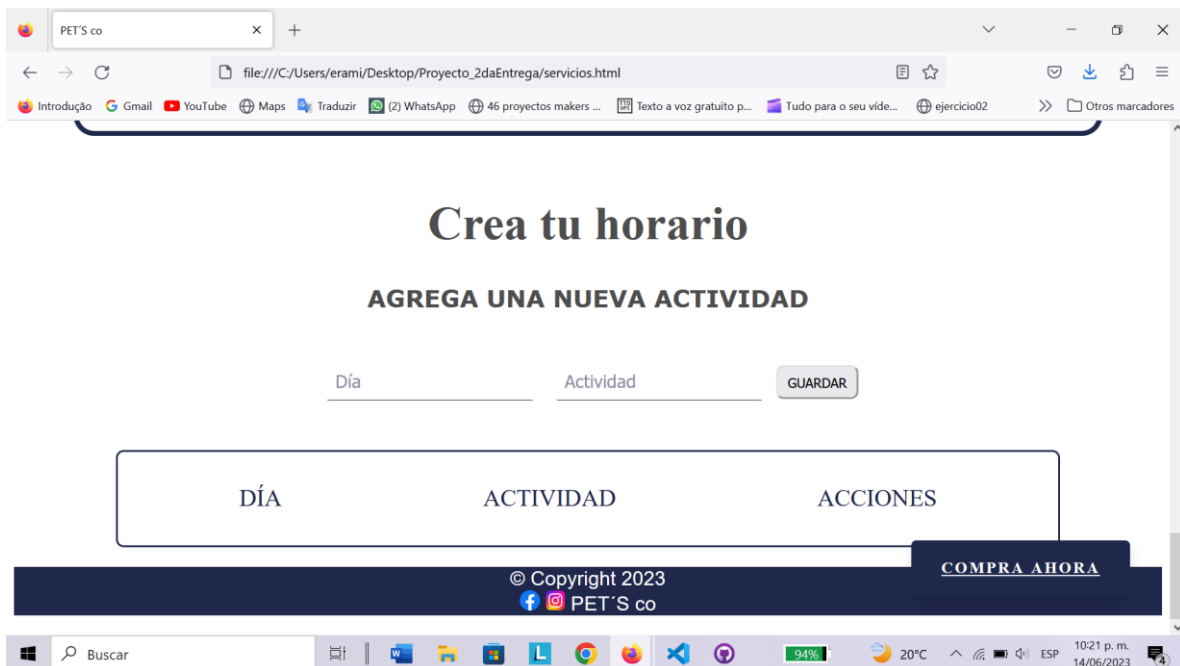 PET´S co
file:///C:/Users/erami/Desktop/Proyecto_2daEntrega/servicios.html
Introdução Gmail YouTube Maps Traduzir (2) WhatsApp 46 proyectos makers ... Texto a voz gratuito p... Tudo para o seu víde... ejercicio02 Otros marcadores
Crea tu horario
AGREGA UNA NUEVA ACTIVIDAD
Día Actividad GUARDAR
DÍA ACTIVIDAD ACCIONES
COMPRA AHORA
© Copyright 2023
PET´S co
Buscar 94% 20°C ESP 10:21 p. m.
14/06/2023 4